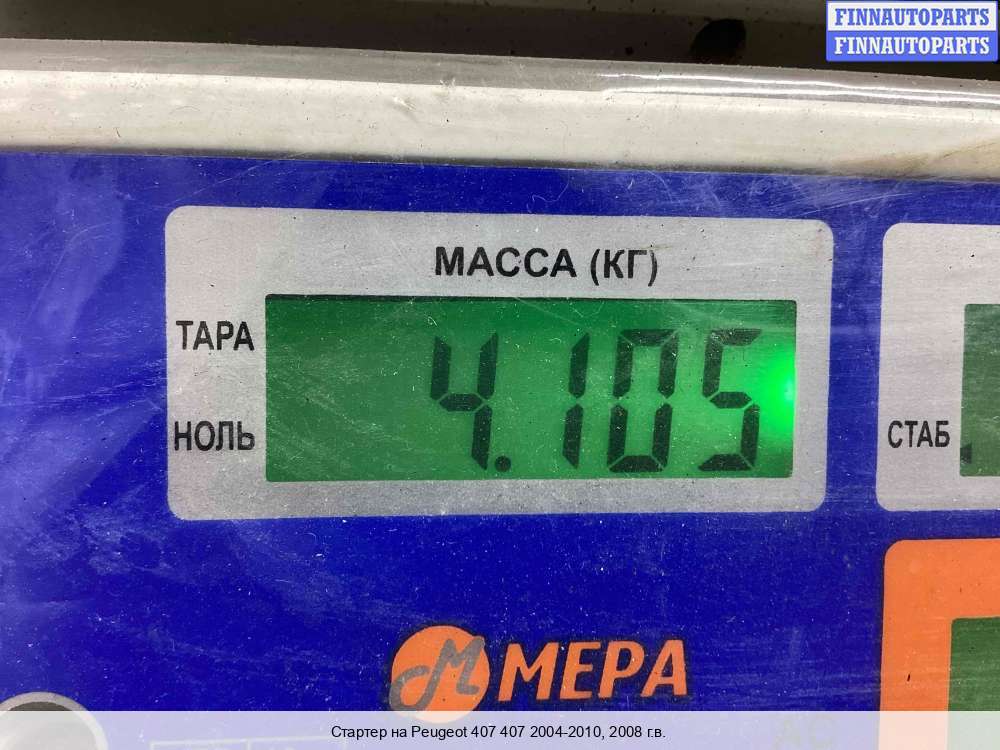 FINNAUTOPARTS
FINNAUTOPARTS
МАССА (КГ)
ТАРА
4.105
НОЛЬ
СТАБ
МЕРА
Стартер на Peugeot 407 407 2004-2010, 2008 г.в.